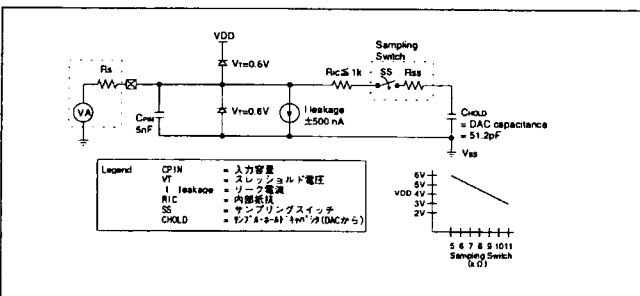 VDD
Sampling
Switch
Rs
VT=0.6V
Ric≦ 1k
SS
Rss
VA
CPIN
5nF
VT=0.6V
I leakage
±500 nA
CHOLD
= DAC capacitance
= 51.2pF
Vss
Legend
CPIN = 入力容量
VT = スレッショルド電圧
I leakage = リーク電流
RIC = 内部抵抗
SS = サンプリングスイッチ
CHOLD = サンプル・ホールドキャパシタ(DACから)
6V
5V
VDD 4V
3V
2V
5 6 7 8 9 10 11
Sampling Switch
(kΩ)